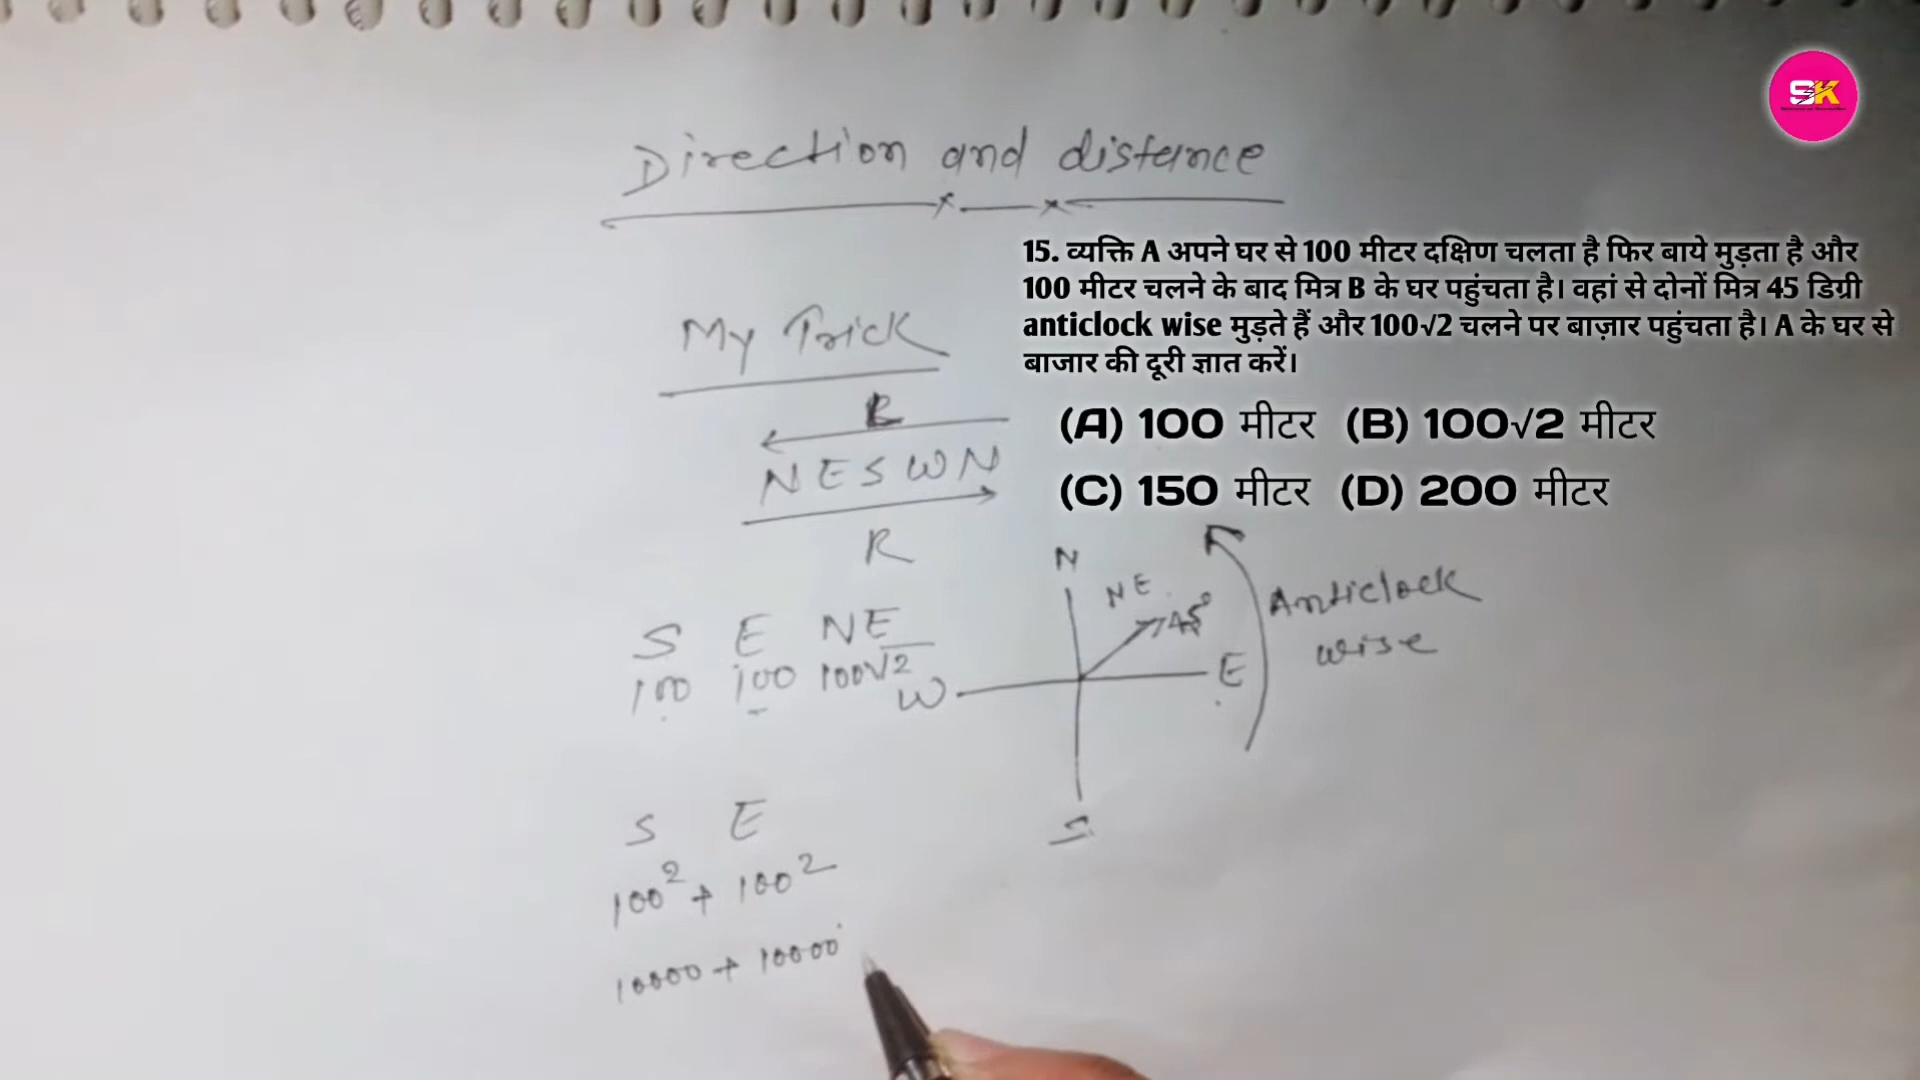 SK
Direction and distance
15. व्यक्ति A अपने घर से 100 मीटर दक्षिण चलता है फिर बाये मुड़ता है और
100 मीटर चलने के बाद मित्र B के घर पहुंचता है। वहां से दोनों मित्र 45 डिग्री
anticlock wise मुड़ते हैं और 100√2 चलने पर बाज़ार पहुंचता है। A के घर से
बाजार की दूरी ज्ञात करें।
(A) 100 मीटर (B) 100√2 मीटर
(C) 150 मीटर (D) 200 मीटर
My Trick
L
N E S W N
R
S E NE
100 100 100√2
N
NE
45°
W
E
S
Anticlock
wise
S E
100² + 100²
10000 + 10000